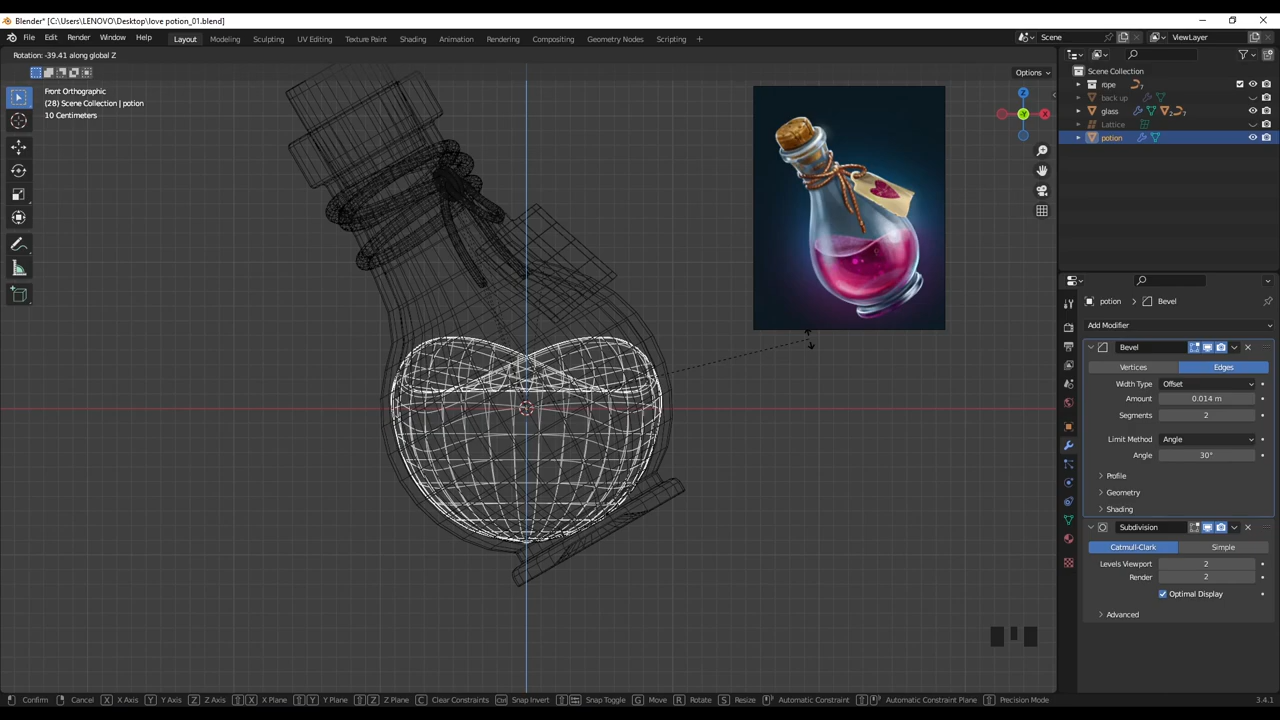 Blender* [C:\Users\LENOVO\Desktop\love potion_01.blend]
File Edit Render Window Help Layout Modeling Sculpting UV Editing Texture Paint Shading Animation Rendering Compositing Geometry Nodes Scripting Scene ViewLayer
Rotation: -39.41 along global Z
Options
Front Orthographic
(28) Scene Collection | potion
10 Centimeters
Z
Y
X
Scene Collection
rope 7
back up
glass 2 7
Lattice
potion
potion Bevel
Add Modifier
Bevel
Vertices Edges
Width Type Offset
Amount 0.014 m
Segments 2
Limit Method Angle
Angle 30°
Profile
Geometry
Shading
Subdivision
Catmull-Clark Simple
Levels Viewport 2
Render 2
Optimal Display
Advanced
Confirm Cancel X X Axis Y Y Axis Z Z Axis X X Plane Y Y Plane Z Z Plane C Clear Constraints Snap Invert Snap Toggle G Move R Rotate S Resize Automatic Constraint Automatic Constraint Plane Precision Mode 3.4.1